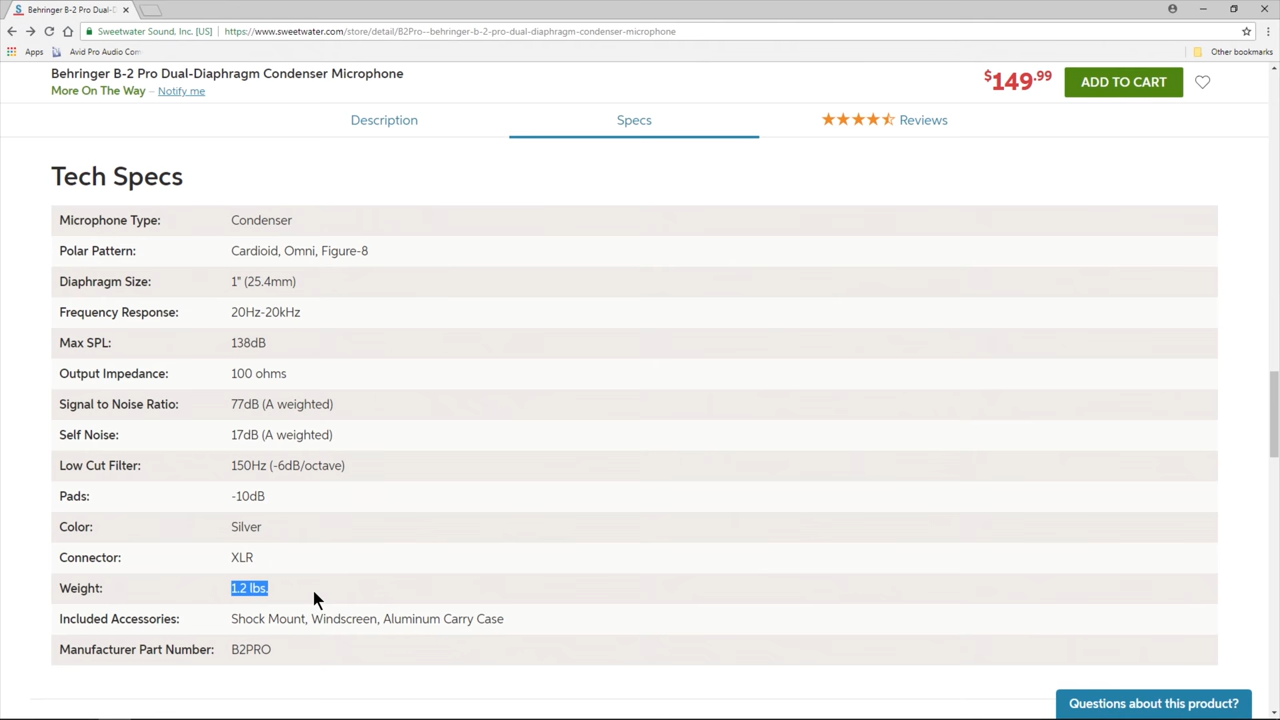 Behringer B-2 Pro Dual-D
Sweetwater Sound, Inc. [US] https://www.sweetwater.com/store/detail/B2Pro--behringer-b-2-pro-dual-diaphragm-condenser-microphone
Apps Avid Pro Audio Com Other bookmarks
Behringer B-2 Pro Dual-Diaphragm Condenser Microphone
More On The Way – Notify me
$149.99 ADD TO CART
Description Specs Reviews
Tech Specs
Microphone Type: Condenser
Polar Pattern: Cardioid, Omni, Figure-8
Diaphragm Size: 1" (25.4mm)
Frequency Response: 20Hz-20kHz
Max SPL: 138dB
Output Impedance: 100 ohms
Signal to Noise Ratio: 77dB (A weighted)
Self Noise: 17dB (A weighted)
Low Cut Filter: 150Hz (-6dB/octave)
Pads: -10dB
Color: Silver
Connector: XLR
Weight: 1.2 lbs.
Included Accessories: Shock Mount, Windscreen, Aluminum Carry Case
Manufacturer Part Number: B2PRO
Questions about this product?